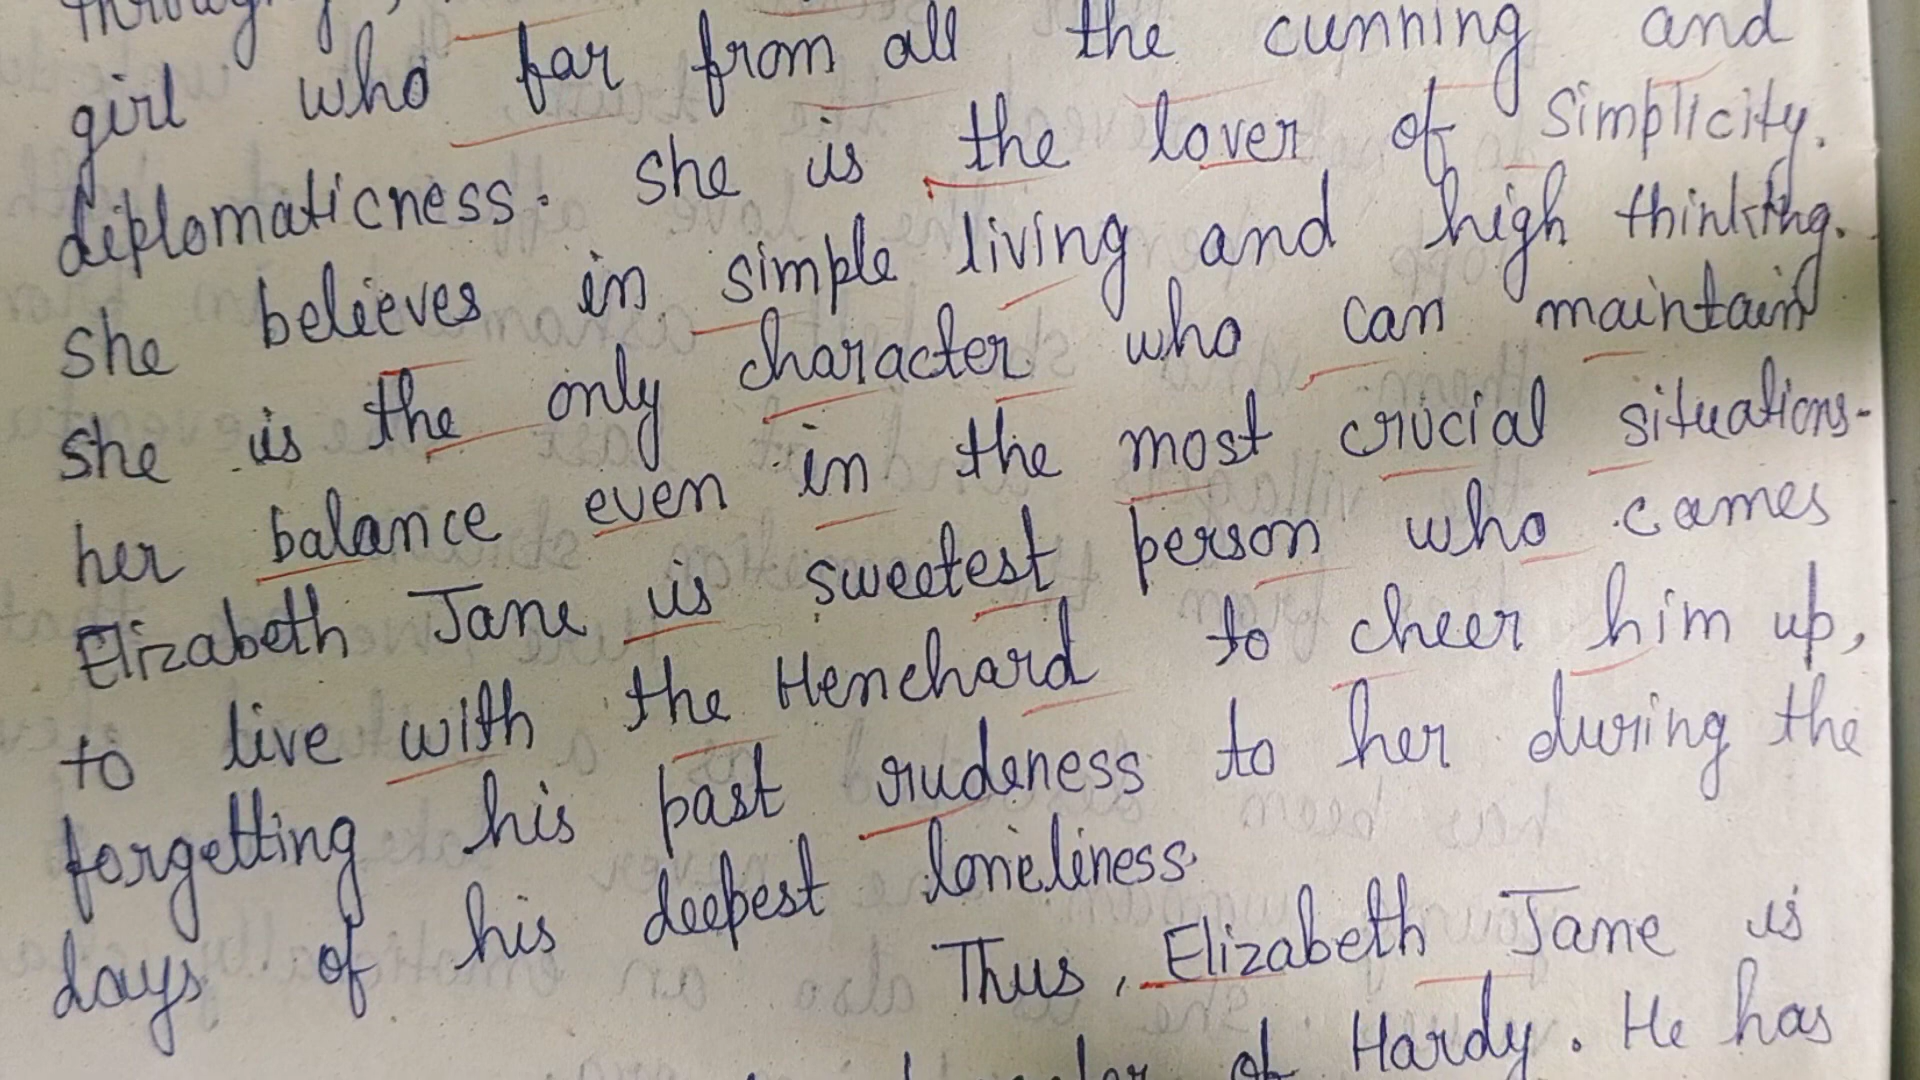 girl who far from all the cunning and
diplomaticness. She is the lover of Simplicity.
She believes in simple living and high thinking.
She is the only character who can maintain
her balance even in the most crucial situations.
Elizabeth Jane is sweetest person who comes
to live with the Henchard to cheer him up,
forgetting his past rudeness to her during the
days of his deepest loneliness.
Thus, Elizabeth Jane is
of Hardy. He has